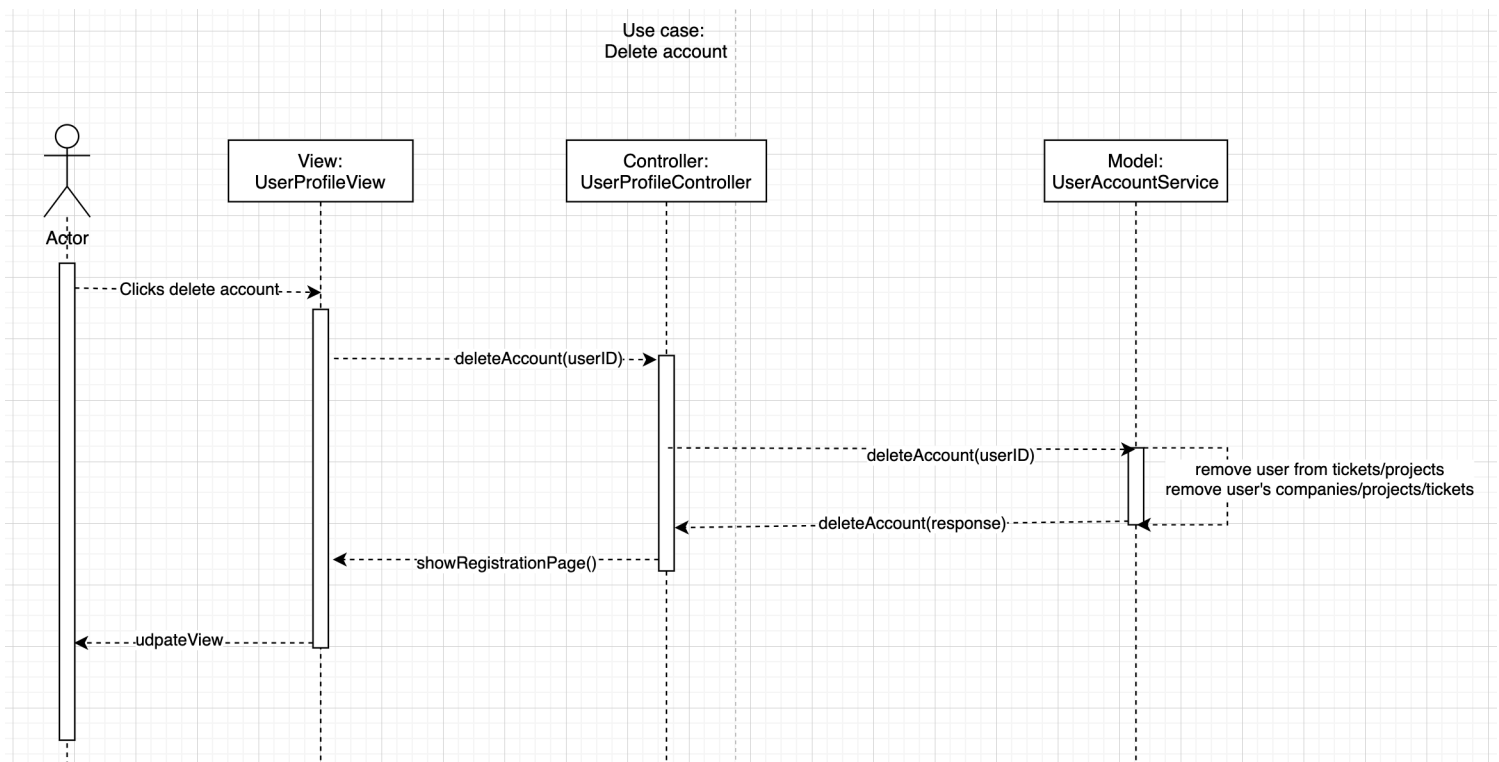 Use case:
Delete account
View:
UserProfileView
Controller:
UserProfileController
Model:
UserAccountService
Actor
Clicks delete account
deleteAccount(userID)
deleteAccount(userID)
remove user from tickets/projects
remove user's companies/projects/tickets
deleteAccount(response)
showRegistrationPage()
udpateView